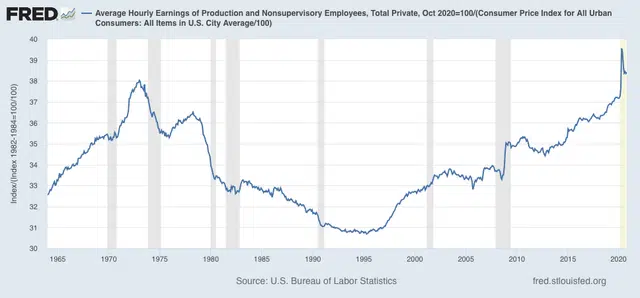 FRED
Average Hourly Earnings of Production and Nonsupervisory Employees, Total Private, Oct 2020=100/(Consumer Price Index for All Urban
Consumers: All Items in U.S. City Average/100)
Index(Index 1982-1984=100/100)
40
39
38
37
36
35
34
33
32
31
30
1965 1970 1975 1980 1985 1990 1995 2000 2005 2010 2015 2020
Source: U.S. Bureau of Labor Statistics fred.stlouisfed.org